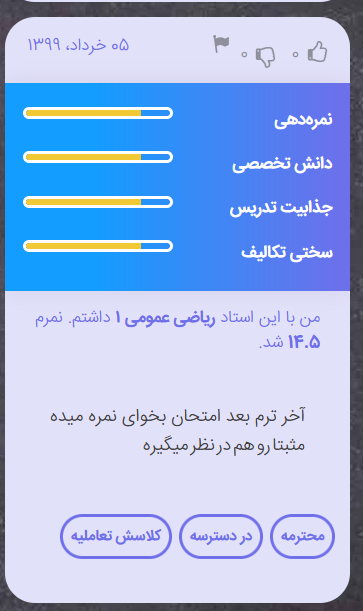 ۰۵ خرداد، ۱۳۹۹
۰ ۰
نمره‌دهی
دانش تخصصی
جذابیت تدریس
سختی تکالیف
من با این استاد ریاضی عمومی ۱ داشتم. نمرم
۱۴.۵ شد.
آخر ترم بعد امتحان بخوای نمره میده
مثبتا رو هم در نظر میگیره
محترمه
در دسترسه
کلاسش تعاملیه